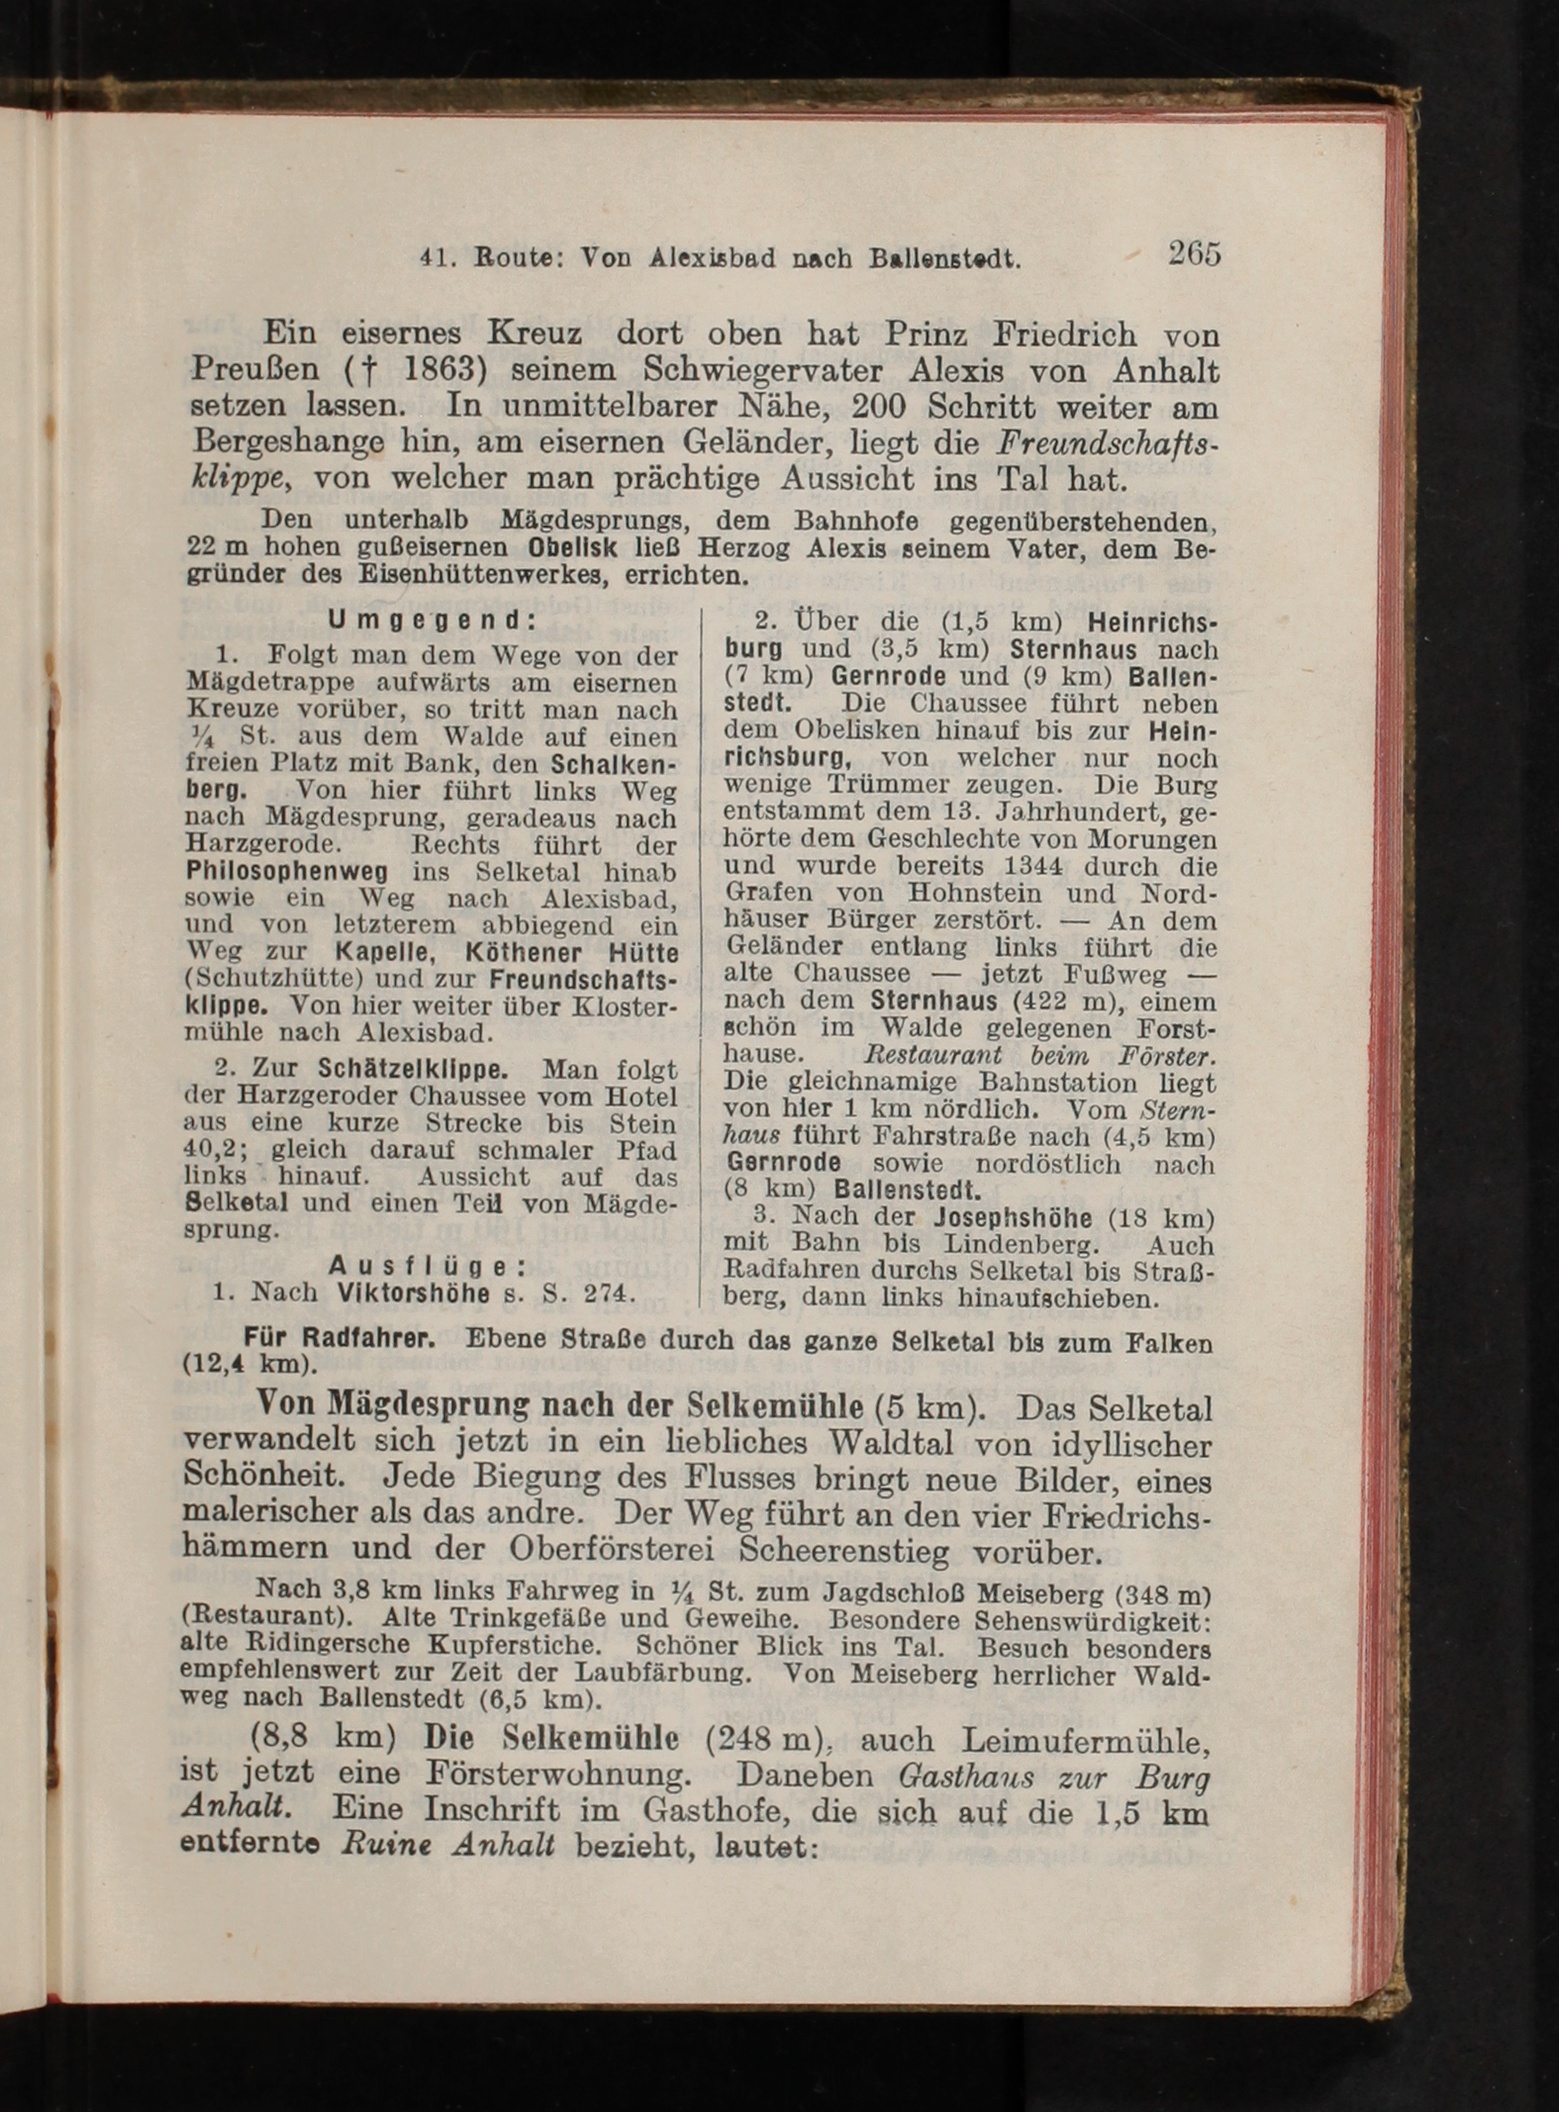 41. Route: Von Alexisbad nach Ballenstedt.
265
Ein eisernes Kreuz dort oben hat Prinz Friedrich von
Preußen († 1863) seinem Schwiegervater Alexis von Anhalt
setzen lassen. In unmittelbarer Nähe, 200 Schritt weiter am
Bergeshange hin, am eisernen Geländer, liegt die Freundschafts-
klippe, von welcher man prächtige Aussicht ins Tal hat.
Den unterhalb Mägdesprungs, dem Bahnhofe gegenüberstehenden,
22 m hohen gußeisernen Obelisk ließ Herzog Alexis seinem Vater, dem Be-
gründer des Eisenhüttenwerkes, errichten.
Umgegend:
1. Folgt man dem Wege von der
Mägdetrappe aufwärts am eisernen
Kreuze vorüber, so tritt man nach
¼ St. aus dem Walde auf einen
freien Platz mit Bank, den Schalken-
berg. Von hier führt links Weg
nach Mägdesprung, geradeaus nach
Harzgerode. Rechts führt der
Philosophenweg ins Selketal hinab
sowie ein Weg nach Alexisbad,
und von letzterem abbiegend ein
Weg zur Kapelle, Köthener Hütte
(Schutzhütte) und zur Freundschafts-
klippe. Von hier weiter über Kloster-
mühle nach Alexisbad.
2. Zur Schätzelklippe. Man folgt
der Harzgeroder Chaussee vom Hotel
aus eine kurze Strecke bis Stein
40,2; gleich darauf schmaler Pfad
links hinauf. Aussicht auf das
Selketal und einen Teil von Mägde-
sprung.
Ausflüge:
1. Nach Viktorshöhe s. S. 274.
2. Über die (1,5 km) Heinrichs-
burg und (3,5 km) Sternhaus nach
(7 km) Gernrode und (9 km) Ballen-
stedt. Die Chaussee führt neben
dem Obelisken hinauf bis zur Hein-
richsburg, von welcher nur noch
wenige Trümmer zeugen. Die Burg
entstammt dem 13. Jahrhundert, ge-
hörte dem Geschlechte von Morungen
und wurde bereits 1344 durch die
Grafen von Hohnstein und Nord-
häuser Bürger zerstört. — An dem
Geländer entlang links führt die
alte Chaussee — jetzt Fußweg —
nach dem Sternhaus (422 m), einem
schön im Walde gelegenen Forst-
hause. Restaurant beim Förster.
Die gleichnamige Bahnstation liegt
von hier 1 km nördlich. Vom Stern-
haus führt Fahrstraße nach (4,5 km)
Gernrode sowie nordöstlich nach
(8 km) Ballenstedt.
3. Nach der Josephshöhe (18 km)
mit Bahn bis Lindenberg. Auch
Radfahren durchs Selketal bis Straß-
berg, dann links hinaufschieben.
Für Radfahrer. Ebene Straße durch das ganze Selketal bis zum Falken
(12,4 km).
Von Mägdesprung nach der Selkemühle (5 km). Das Selketal
verwandelt sich jetzt in ein liebliches Waldtal von idyllischer
Schönheit. Jede Biegung des Flusses bringt neue Bilder, eines
malerischer als das andre. Der Weg führt an den vier Friedrichs-
hämmern und der Oberförsterei Scheerenstieg vorüber.
Nach 3,8 km links Fahrweg in ¼ St. zum Jagdschloß Meiseberg (348 m)
(Restaurant). Alte Trinkgefäße und Geweihe. Besondere Sehenswürdigkeit:
alte Ridingersche Kupferstiche. Schöner Blick ins Tal. Besuch besonders
empfehlenswert zur Zeit der Laubfärbung. Von Meiseberg herrlicher Wald-
weg nach Ballenstedt (6,5 km).
(8,8 km) Die Selkemühle (248 m), auch Leimufermühle,
ist jetzt eine Försterwohnung. Daneben Gasthaus zur Burg
Anhalt. Eine Inschrift im Gasthofe, die sich auf die 1,5 km
entfernte Ruine Anhalt bezieht, lautet: